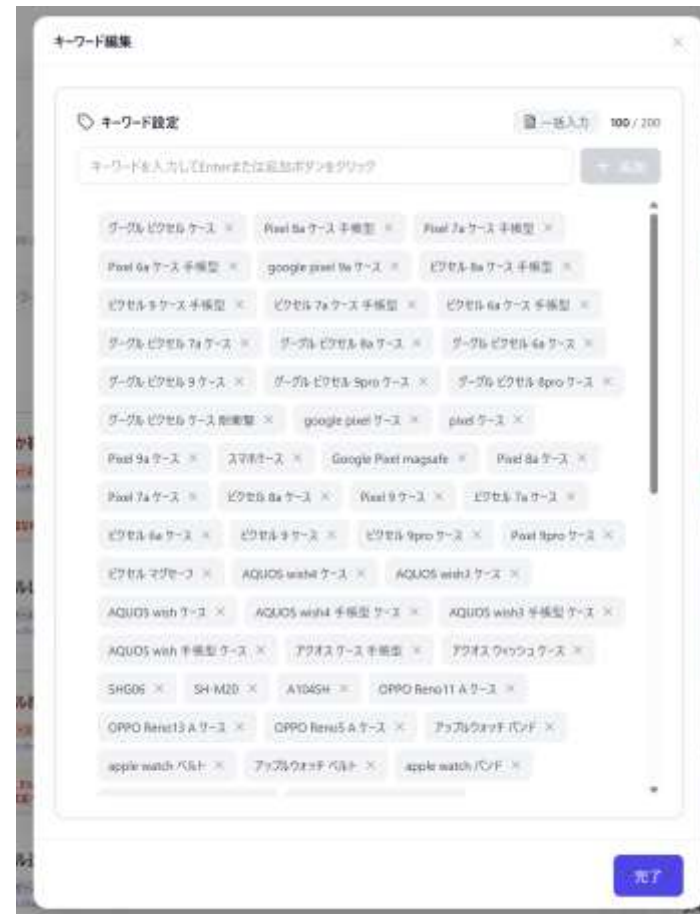 キーワード編集 ×
キーワード設定 一括入力 100 / 200
キーワードを入力してEnterまたは追加ボタンをクリック + 追加
グーグル ピクセル ケース × Pixel 8a ケース 手帳型 × Pixel 7a ケース 手帳型 ×
Pixel 6a ケース 手帳型 × google pixel 9a ケース × ピクセル 8a ケース 手帳型 ×
ピクセル 9 ケース 手帳型 × ピクセル 7a ケース 手帳型 × ピクセル 6a ケース 手帳型 ×
グーグル ピクセル 7a ケース × グーグル ピクセル 8a ケース × グーグル ピクセル 6a ケース ×
グーグル ピクセル 9 ケース × グーグル ピクセル 9pro ケース × グーグル ピクセル 8pro ケース ×
グーグル ピクセル ケース 耐衝撃 × google pixel ケース × pixel ケース ×
Pixel 9a ケース × スマホケース × Google Pixel magsafe × Pixel 8a ケース ×
Pixel 7a ケース × ピクセル 8a ケース × Pixel 9 ケース × ピクセル 7a ケース ×
ピクセル 6a ケース × ピクセル 9 ケース × ピクセル 9pro ケース × Pixel 9pro ケース ×
ピクセル マグセーフ × AQUOS wish4 ケース × AQUOS wish3 ケース ×
AQUOS wish ケース × AQUOS wish4 手帳型 ケース × AQUOS wish3 手帳型 ケース ×
AQUOS wish 手帳型 ケース × アクオス ケース 手帳型 × アクオス ウィッシュ ケース ×
SHG06 × SH-M20 × A104SH × OPPO Reno11 A ケース ×
OPPO Reno13 A ケース × OPPO Reno5 A ケース × アップルウォッチ バンド ×
apple watch ベルト × アップルウォッチ ベルト × apple watch バンド ×
完了